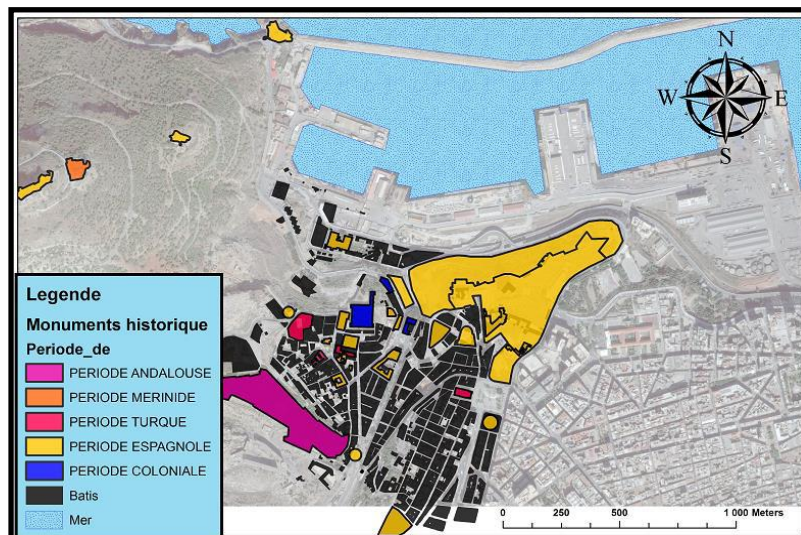 N
W E
S
Legende
Monuments historique
Periode_de
PERIODE ANDALOUSE
PERIODE MERINIDE
PERIODE TURQUE
PERIODE ESPAGNOLE
PERIODE COLONIALE
Batis
Mer
0 250 500 1 000 Meters